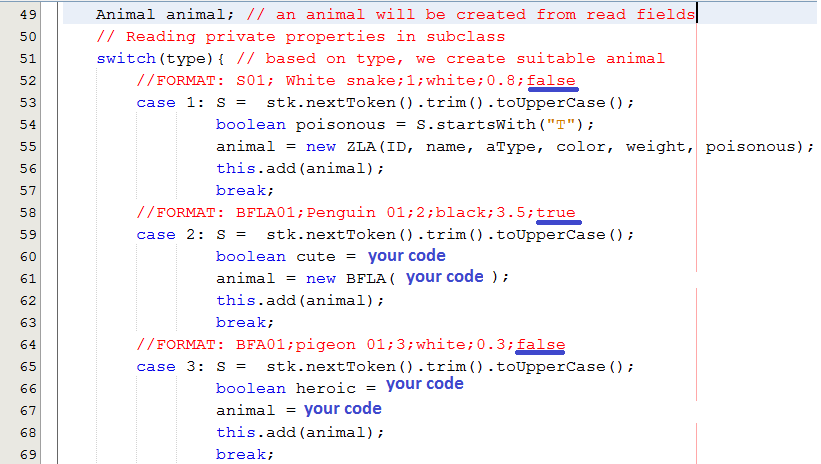 49 Animal animal; // an animal will be created from read fields
50 // Reading private properties in subclass
51 switch(type){ // based on type, we create suitable animal
52 //FORMAT: S01; White snake;1;white;0.8;false
53 case 1: S = stk.nextToken().trim().toUpperCase();
54 boolean poisonous = S.startsWith("T");
55 animal = new ZLA(ID, name, aType, color, weight, poisonous);
56 this.add(animal);
57 break;
58 //FORMAT: BFLA01;Penguin 01;2;black;3.5;true
59 case 2: S = stk.nextToken().trim().toUpperCase();
60 boolean cute = your code
61 animal = new BFLA( your code );
62 this.add(animal);
63 break;
64 //FORMAT: BFA01;pigeon 01;3;white;0.3;false
65 case 3: S = stk.nextToken().trim().toUpperCase();
66 boolean heroic = your code
67 animal = your code
68 this.add(animal);
69 break;